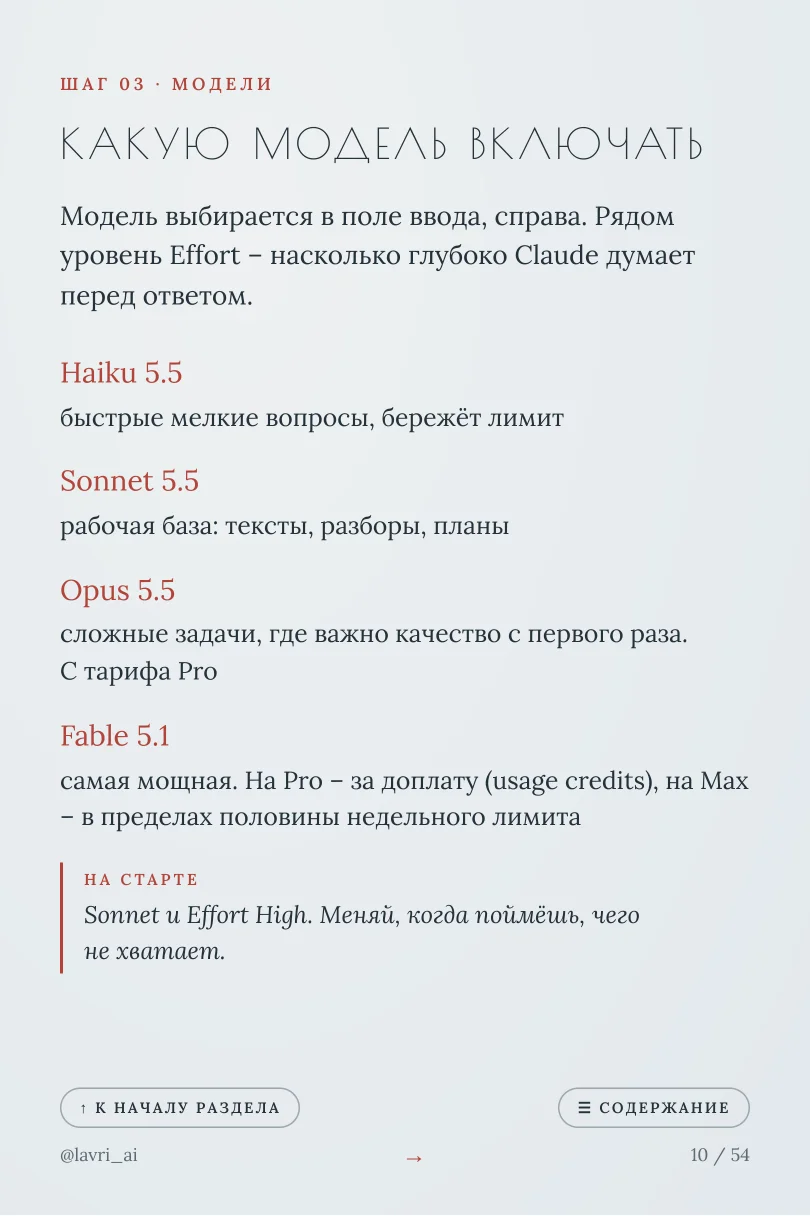 ШАГ 03 · МОДЕЛИ
КАКУЮ МОДЕЛЬ ВКЛЮЧАТЬ
Модель выбирается в поле ввода, справа. Рядом
уровень Effort – насколько глубоко Claude думает
перед ответом.
Haiku 5.5
быстрые мелкие вопросы, бережёт лимит
Sonnet 5.5
рабочая база: тексты, разборы, планы
Opus 5.5
сложные задачи, где важно качество с первого раза.
С тарифа Pro
Fable 5.1
самая мощная. На Pro – за доплату (usage credits), на Max
– в пределах половины недельного лимита
НА СТАРТЕ
Sonnet и Effort High. Меняй, когда поймёшь, чего
не хватает.
↑ К НАЧАЛУ РАЗДЕЛА
☰ СОДЕРЖАНИЕ
@lavri_ai
→
10 / 54